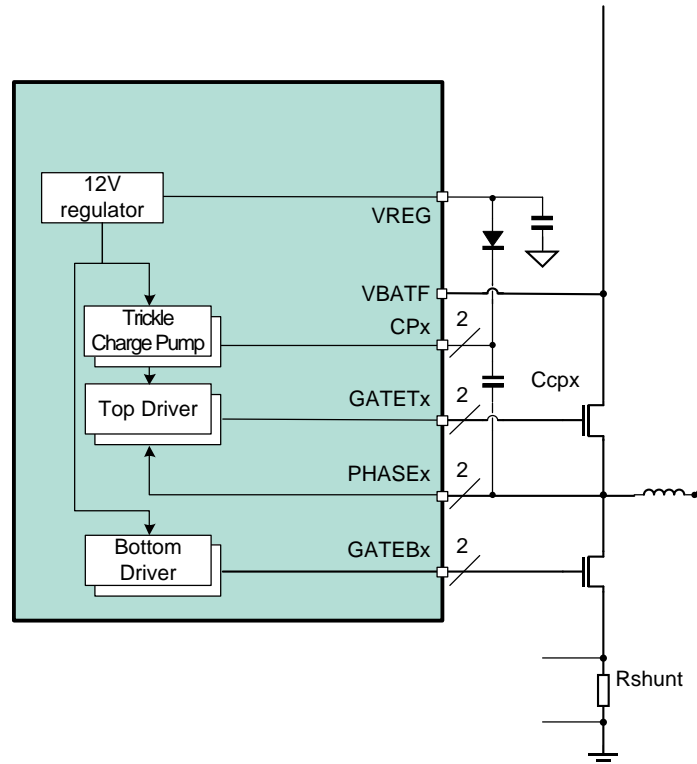 12V
regulator
VREG
VBATF
Trickle
Charge Pump
CPx
2
Ccpx
Top Driver
GATETx
2
PHASEx
2
Bottom
Driver
GATEBx
2
Rshunt